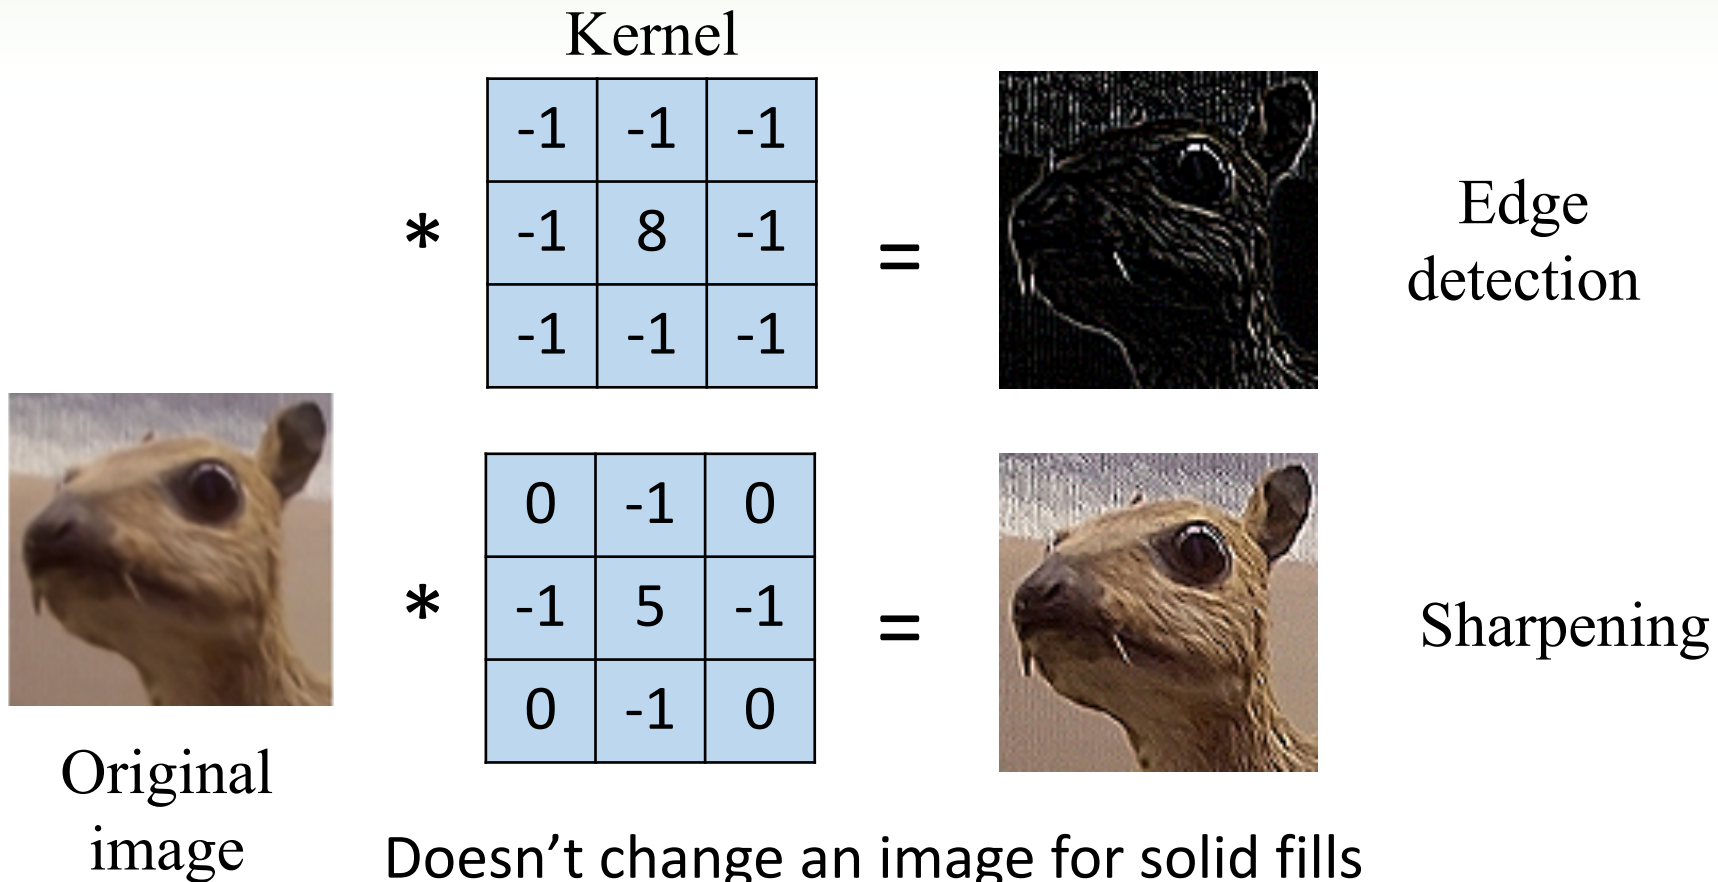 Kernel
-1 -1 -1
* -1 8 -1 =
-1 -1 -1
Edge
detection
0 -1 0
* -1 5 -1 =
0 -1 0
Sharpening
Original
image
Doesn’t change an image for solid fills